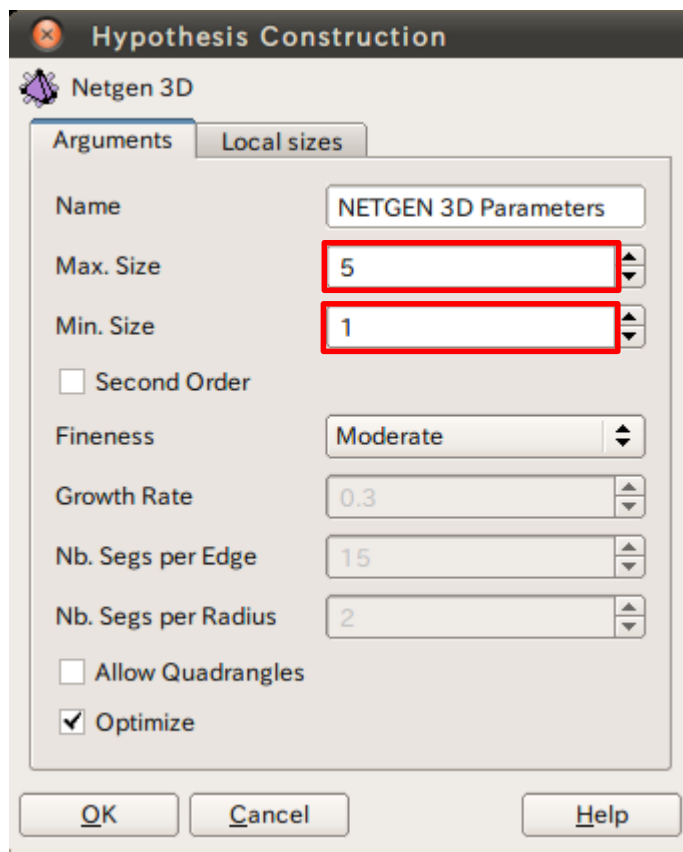 Hypothesis Construction
Netgen 3D
Arguments Local sizes
Name NETGEN 3D Parameters
Max. Size 5
Min. Size 1
Second Order
Fineness Moderate
Growth Rate 0.3
Nb. Segs per Edge 15
Nb. Segs per Radius 2
Allow Quadrangles
Optimize
OK Cancel Help